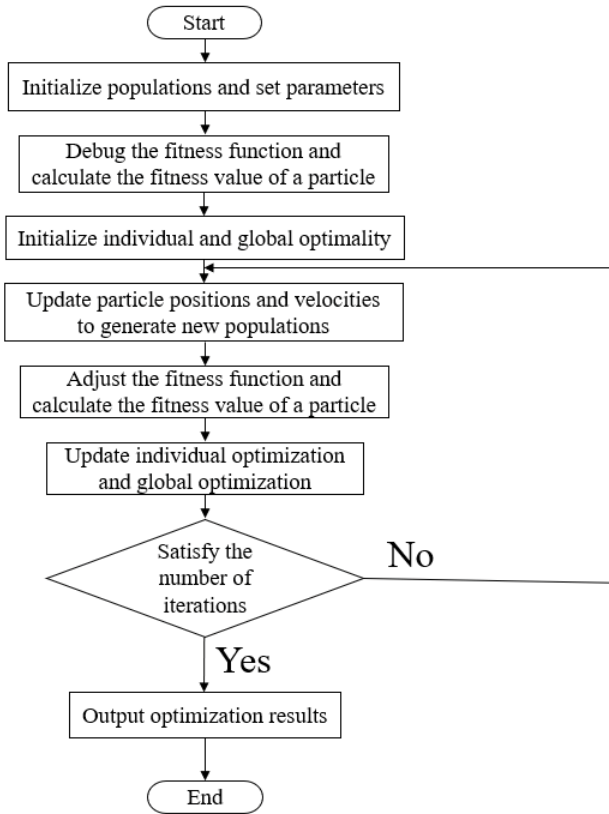 Start
Initialize populations and set parameters
Debug the fitness function and
calculate the fitness value of a particle
Initialize individual and global optimality
Update particle positions and velocities
to generate new populations
Adjust the fitness function and
calculate the fitness value of a particle
Update individual optimization
and global optimization
Satisfy the
number of
iterations
No
Yes
Output optimization results
End